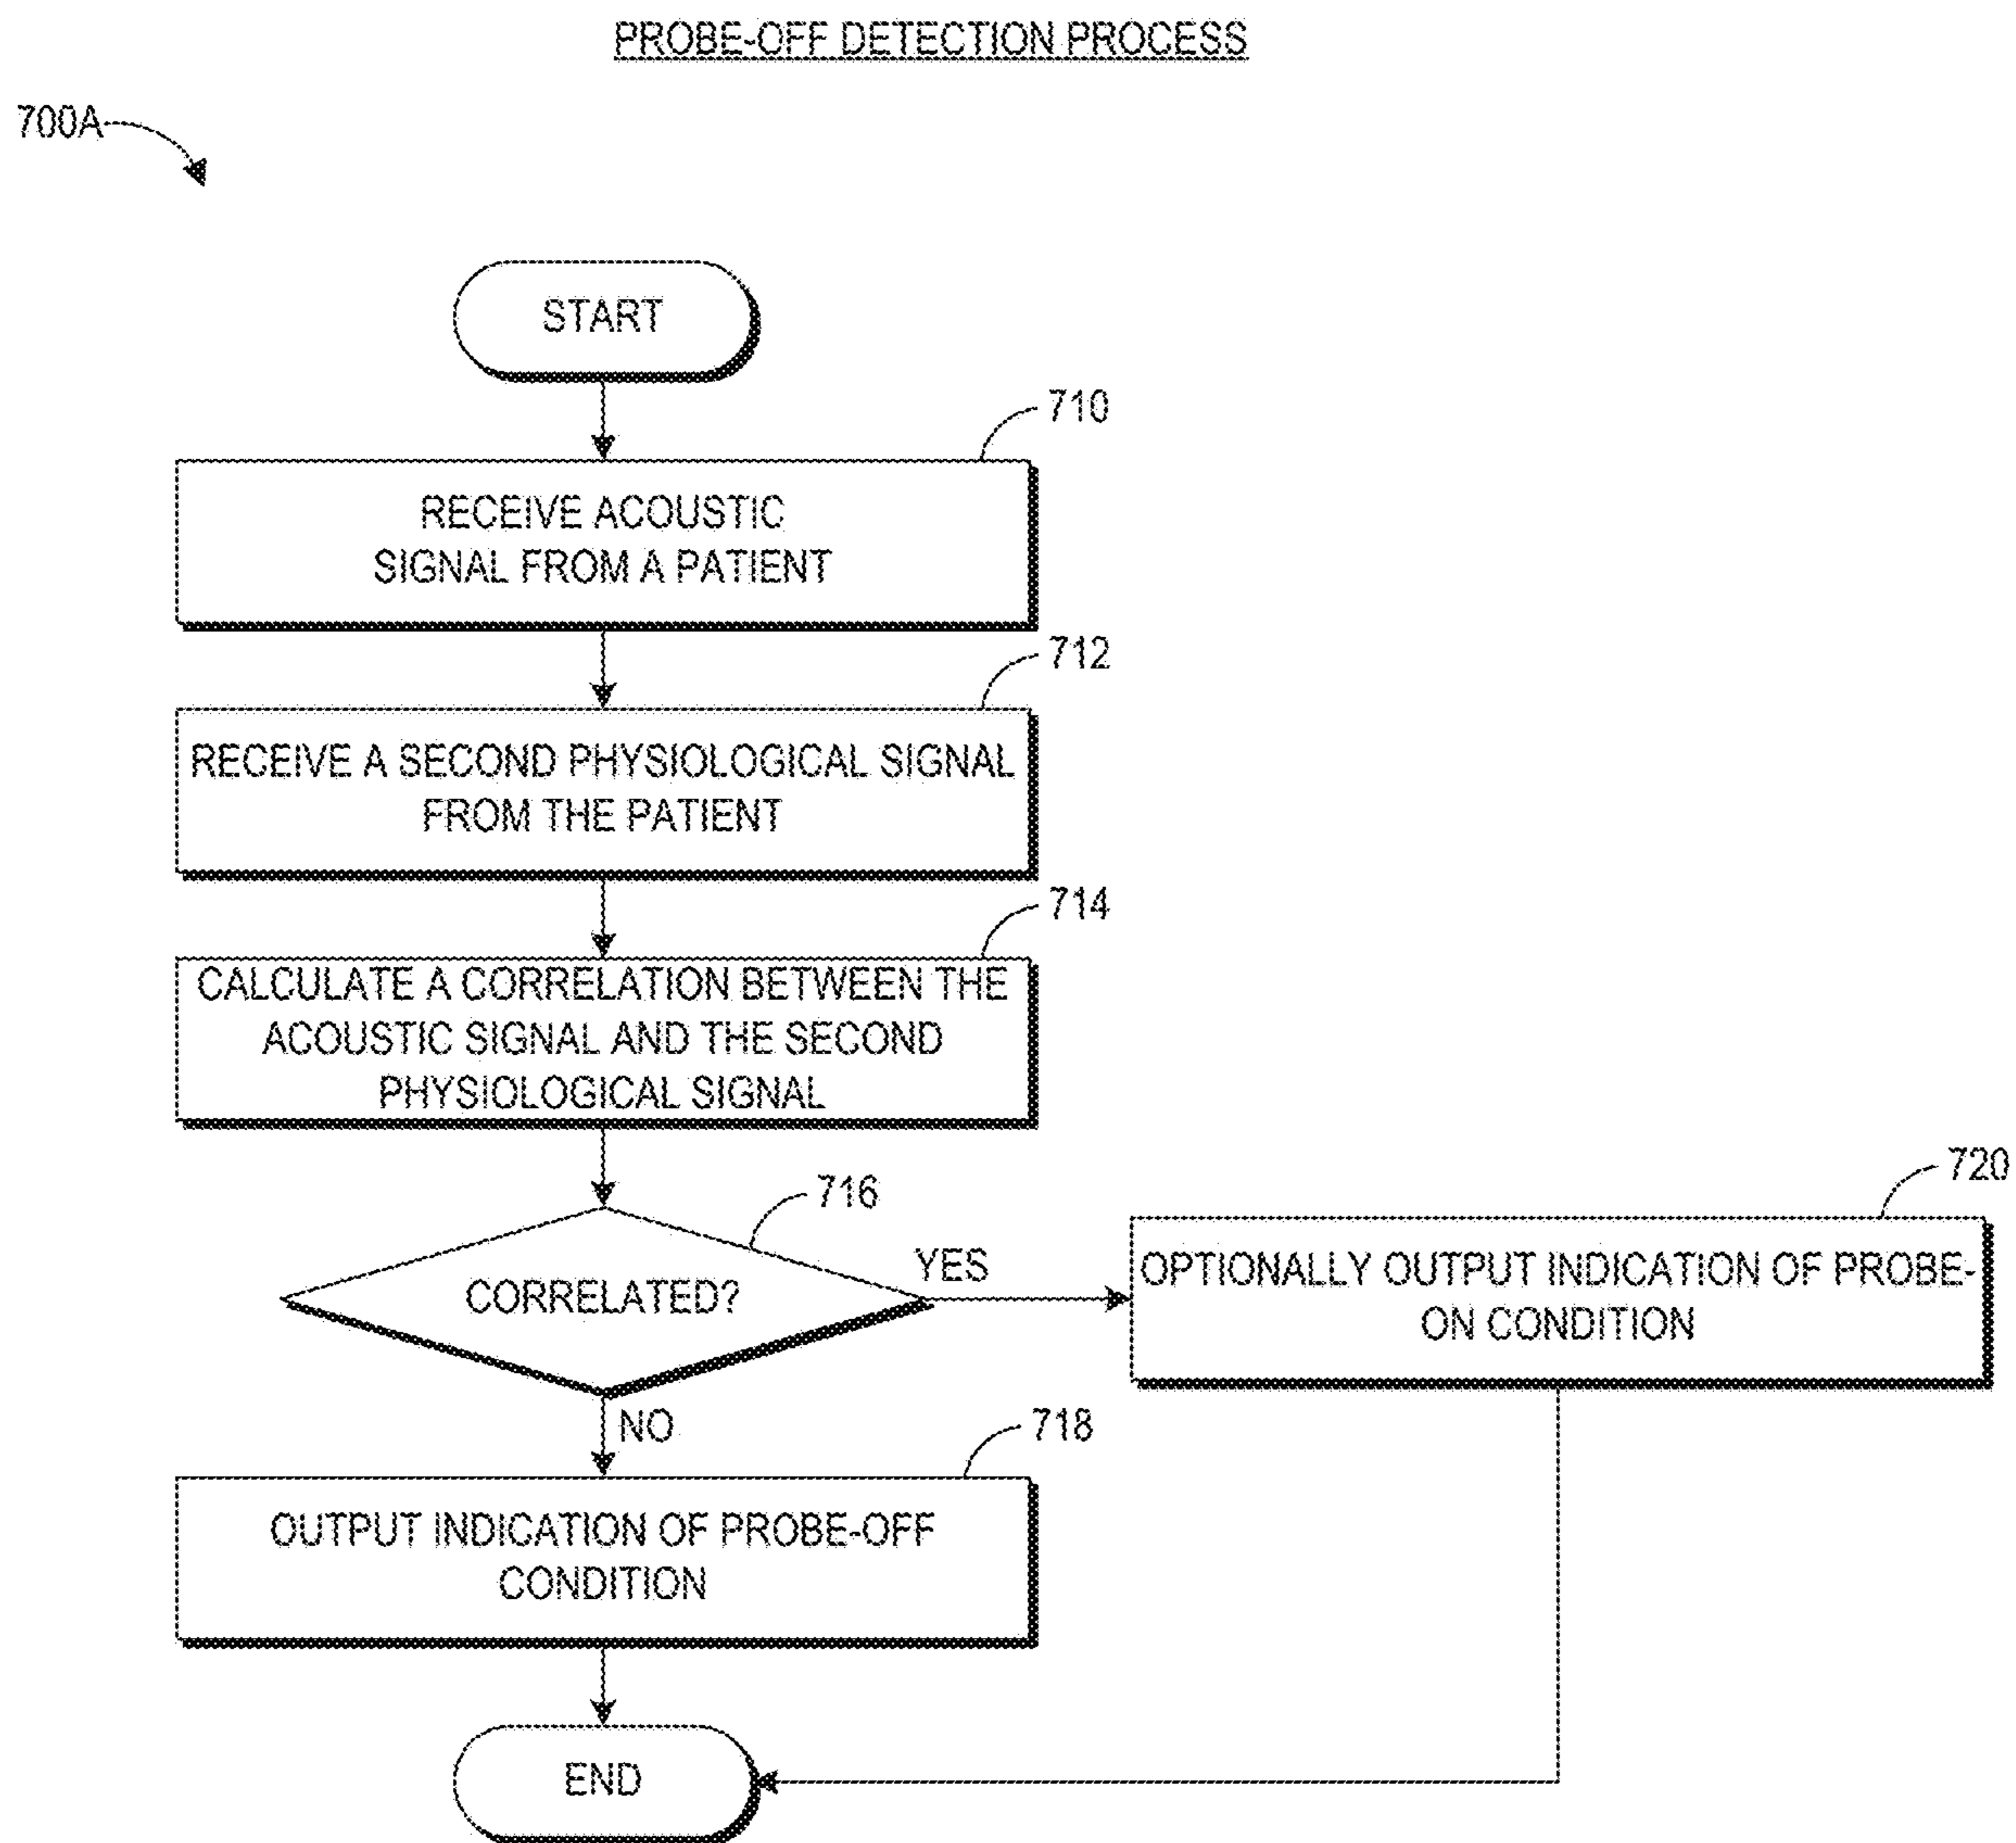 PROBE-OFF DETECTION PROCESS
700A
START
710
RECEIVE ACOUSTIC
SIGNAL FROM A PATIENT
712
RECEIVE A SECOND PHYSIOLOGICAL SIGNAL
FROM THE PATIENT
714
CALCULATE A CORRELATION BETWEEN THE
ACOUSTIC SIGNAL AND THE SECOND
PHYSIOLOGICAL SIGNAL
716
CORRELATED?
YES
720
OPTIONALLY OUTPUT INDICATION OF PROBE-
ON CONDITION
NO
718
OUTPUT INDICATION OF PROBE-OFF
CONDITION
END